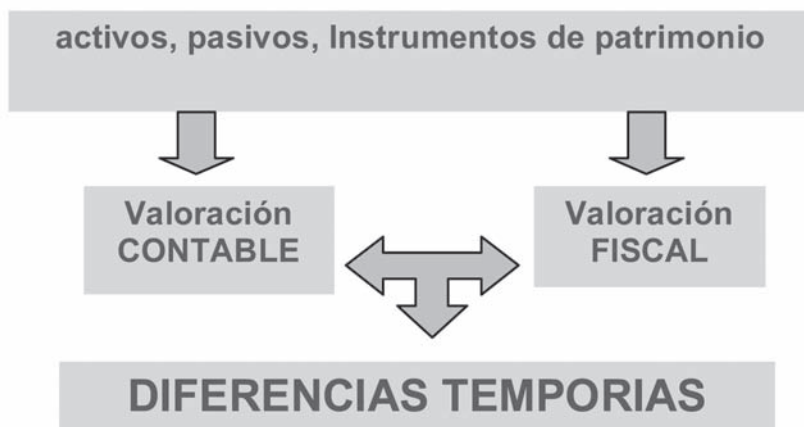 activos, pasivos, Instrumentos de patrimonio
Valoración
CONTABLE
Valoración
FISCAL
DIFERENCIAS TEMPORIAS